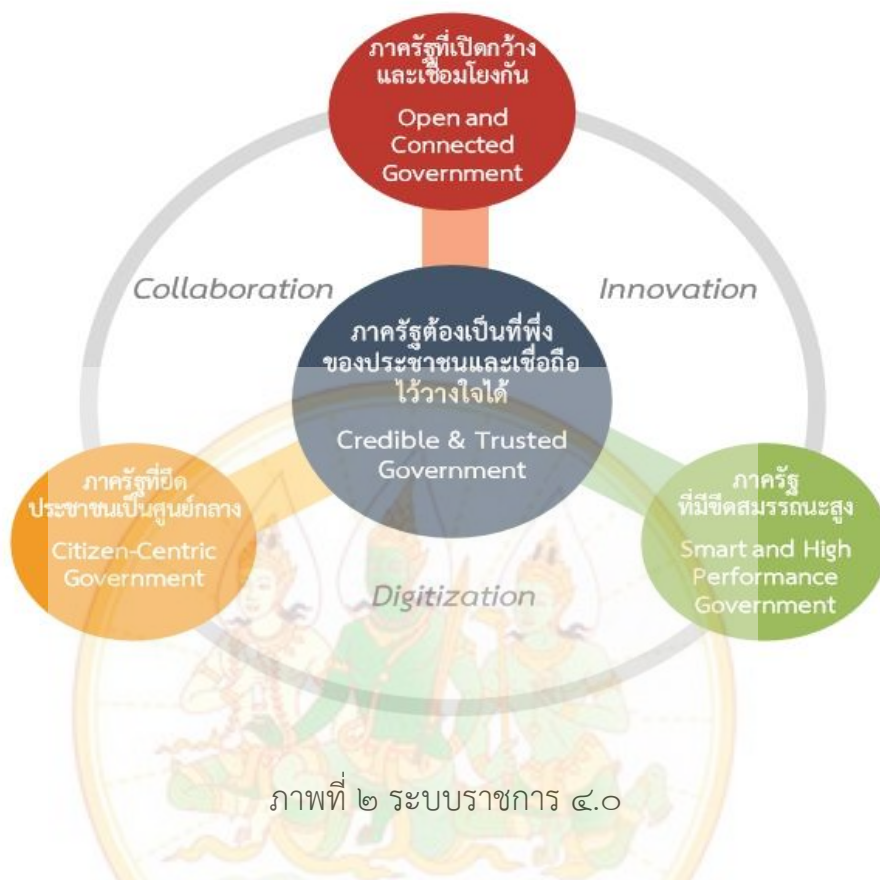 ภาครัฐที่เปิดกว้าง
และเชื่อมโยงกัน
Open and
Connected
Government
Collaboration
Innovation
ภาครัฐต้องเป็นที่พึ่ง
ของประชาชนและเชื่อถือ
ไว้วางใจได้
Credible & Trusted
Government
ภาครัฐที่ยึด
ประชาชนเป็นศูนย์กลาง
Citizen-Centric
Government
ภาครัฐ
ที่มีขีดสมรรถนะสูง
Smart and High
Performance
Government
Digitization
ภาพที่ ๒ ระบบราชการ ๔.๐